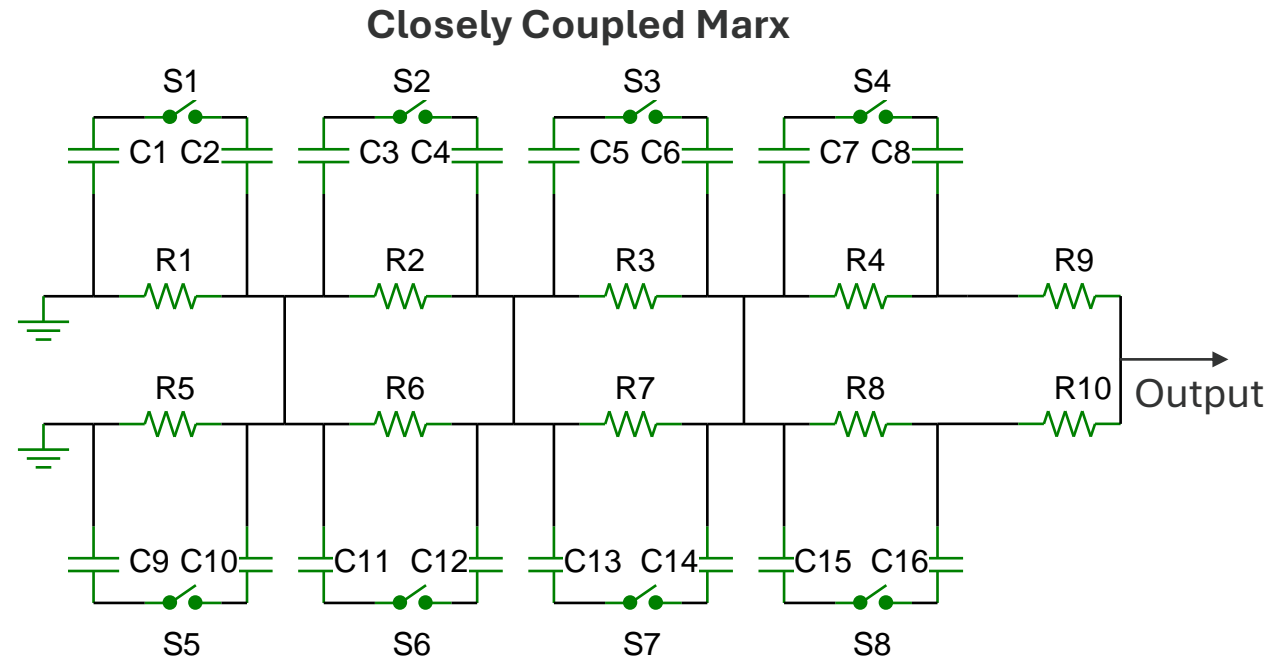 Closely Coupled Marx
S1 S2 S3 S4
C1 C2 C3 C4 C5 C6 C7 C8
R1 R2 R3 R4 R9
R5 R6 R7 R8 R10
Output
C9 C10 C11 C12 C13 C14 C15 C16
S5 S6 S7 S8